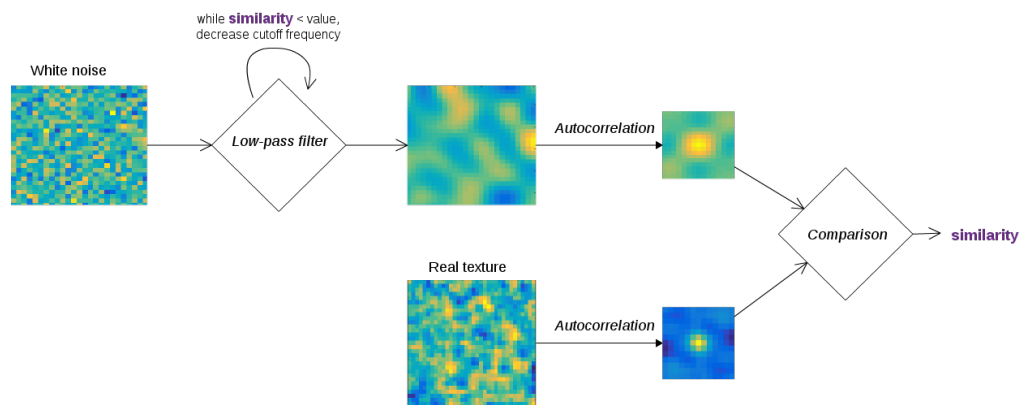 while similarity < value,
decrease cutoff frequency
White noise
Low-pass filter
Autocorrelation
Comparison
similarity
Real texture
Autocorrelation